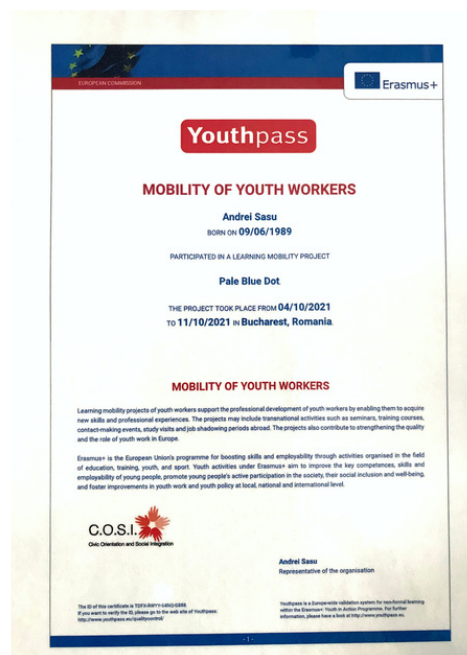 EUROPEAN COMMISSION
Erasmus+
Youthpass
MOBILITY OF YOUTH WORKERS
Andrei Sasu
BORN ON 09/06/1989
PARTICIPATED IN A LEARNING MOBILITY PROJECT
Pale Blue Dot
THE PROJECT TOOK PLACE FROM 04/10/2021
TO 11/10/2021 IN Bucharest, Romania.
MOBILITY OF YOUTH WORKERS
Learning mobility projects of youth workers support the professional development of youth workers by enabling them to acquire
new skills and professional experiences. The projects may include transnational activities such as seminars, training courses,
contact-making events, study visits and job shadowing periods abroad. The projects also contribute to strengthening the quality
and the role of youth work in Europe.
Erasmus+ is the European Union's programme for boosting skills and employability through activities organised in the field
of education, training, youth, and sport. Youth activities under Erasmus+ aim to improve the key competences, skills and
employability of young people, promote young people's active participation in the society, their social inclusion and well-being,
and foster improvements in youth work and youth policy at local, national and international level.
C.O.S.I.
Civic Orientation and Social Integration
Andrei Sasu
Representative of the organisation
The ID of this certificate is
If you want to verify the ID, please go to the web site of Youthpass:
http://www.youthpass.eu/qualitycontrol/
Youthpass is a Europe-wide validation system for non-formal learning
within the Erasmus+ Youth in Action Programme. For further
information, please have a look at http://www.youthpass.eu.
- 1 -